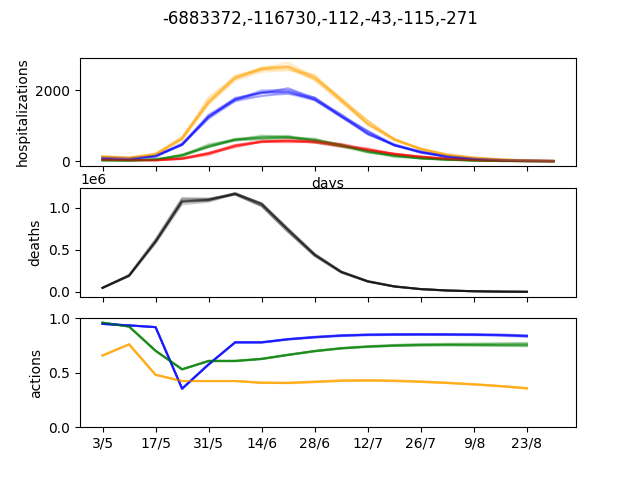 -6883372,-116730,-112,-43,-115,-271
hospitalizations
2000
0
days
1e6
deaths
1.0
0.5
0.0
actions
1.0
0.5
0.0
3/5 17/5 31/5 14/6 28/6 12/7 26/7 9/8 23/8